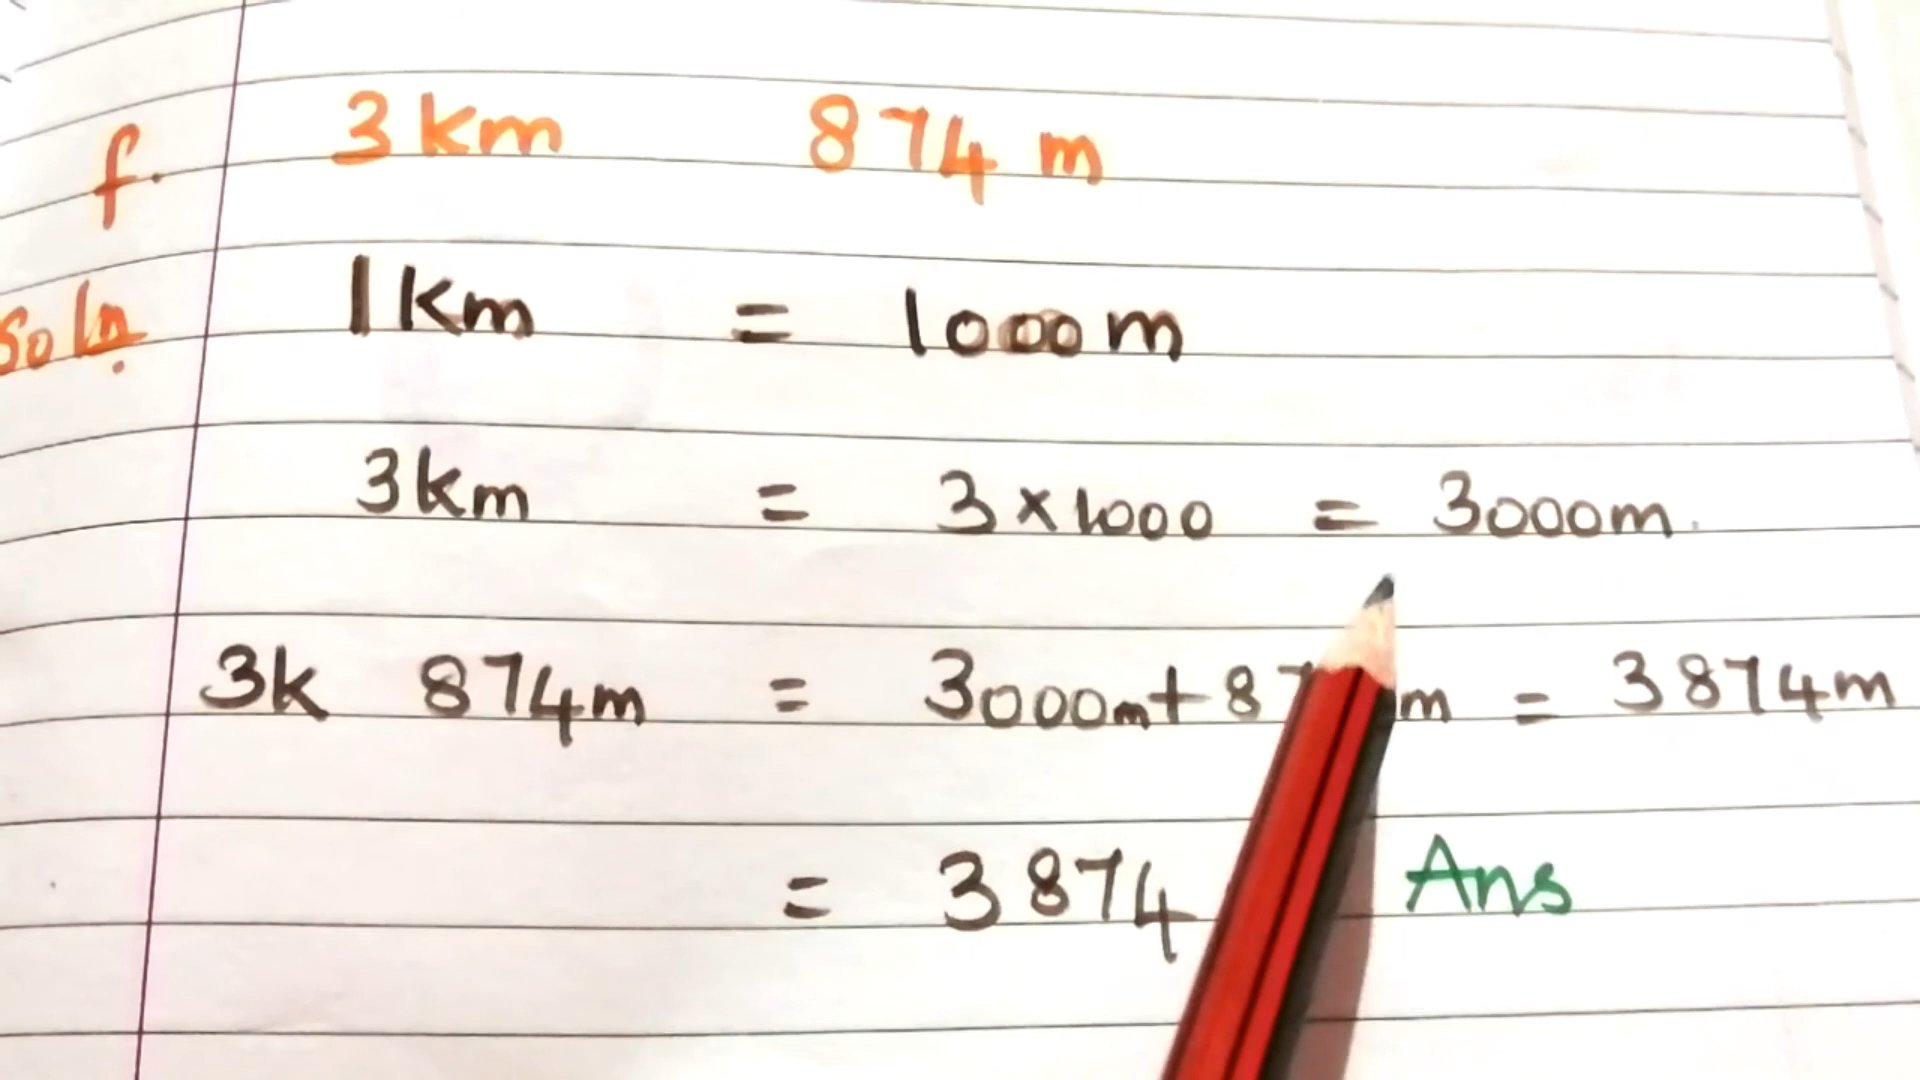 f. 3km 874 m
Soln. 1km = 1000m
3km = 3×1000 = 3000m.
3k 874m = 3000m+8 m = 3874m
= 3874 Ans